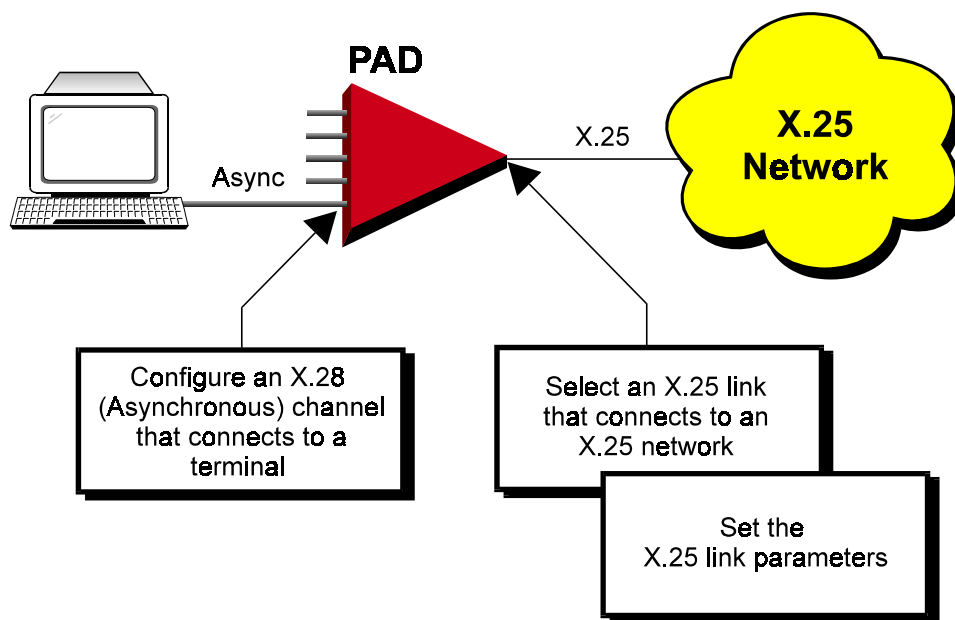 PAD
X.25
X.25
Network
Async
Configure an X.28
(Asynchronous) channel
that connects to a
terminal
Select an X.25 link
that connects to an
X.25 network
Set the
X.25 link parameters